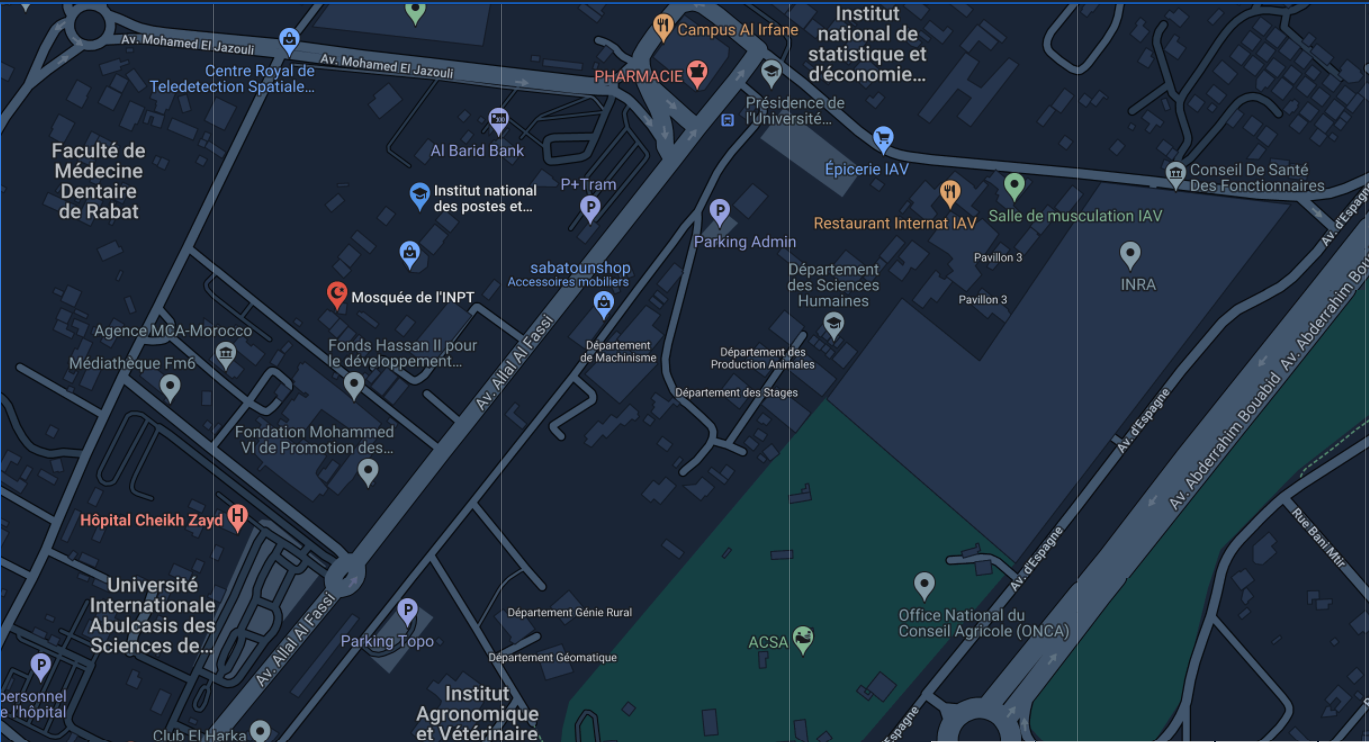 Av. Mohamed El Jazouli
Av. Mohamed El Jazouli
Centre Royal de
Teledetection Spatiale...
Campus Al Irfane
PHARMACIE
Institut
national de
statistique et
d'économie...
Présidence de
l'Université...
Al Barid Bank
Faculté de
Médecine
Dentaire
de Rabat
Institut national
des postes et...
P+Tram
P
Épicerie IAV
Conseil De Santé
Des Fonctionnaires
Restaurant Internat IAV
Salle de musculation IAV
P
Parking Admin
Av. d'Espagne
sabatounshop
Accessoires mobiliers
Département
des Sciences
Humaines
Pavillon 3
Pavillon 3
INRA
Mosquée de l'INPT
Agence MCA-Morocco
Médiathèque Fm6
Fonds Hassan II pour
le développement...
Av. Allal Al Fassi
Département
de Machinisme
Département des
Production Animales
Département des Stages
Av. Abderrahim Bou
Av. Abderrahim Bouabid
Av. d'Espagne
Fondation Mohammed
VI de Promotion des...
Hôpital Cheikh Zayd
H
Rue Bani Mtir
Av. d'Espagne
Université
Internationale
Abulcasis des
Sciences de...
Av. Allal Al Fassi
P
Parking Topo
Département Génie Rural
Département Géomatique
Office National du
Conseil Agricole (ONCA)
ACSA
P
personnel
e l'hôpital
Institut
Agronomique
et Vétérinaire
Club El Harka
Espagne